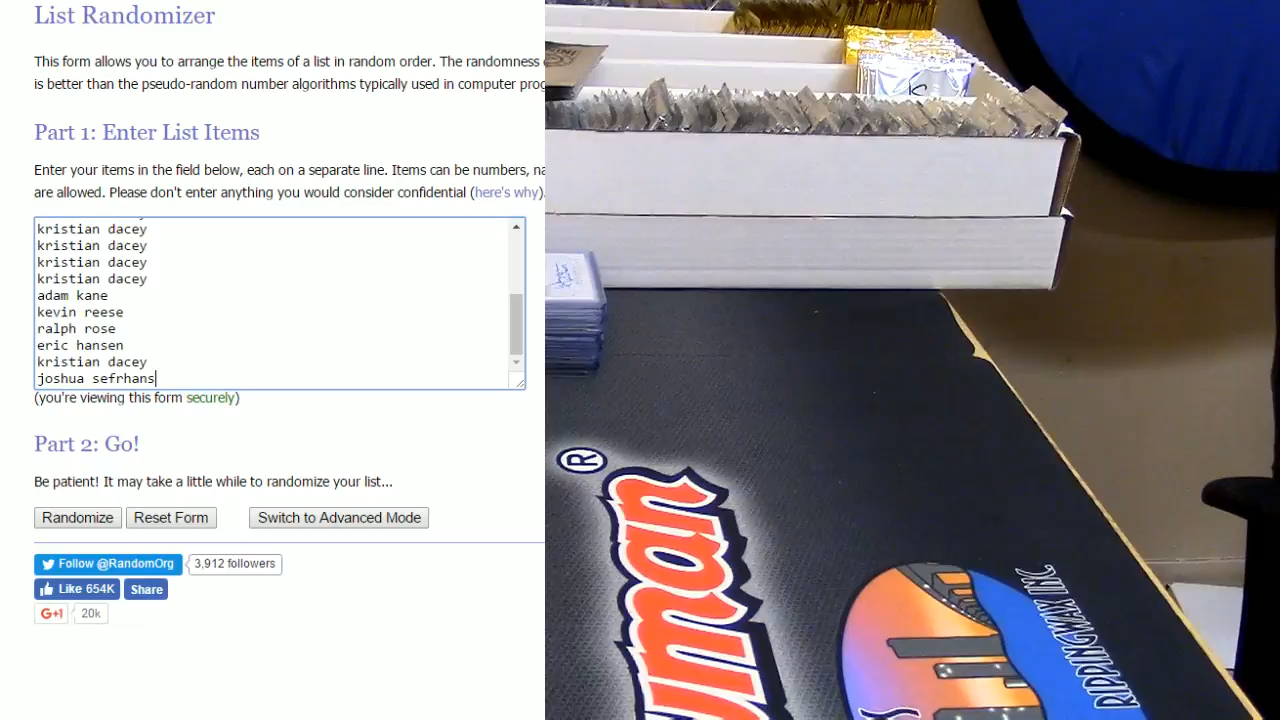 List Randomizer
This form allows you to arrange the items of a list in random order. The randomness
is better than the pseudo-random number algorithms typically used in computer prog
Part 1: Enter List Items
Enter your items in the field below, each on a separate line. Items can be numbers, na
are allowed. Please don't enter anything you would consider confidential (here's why).
kristian dacey
kristian dacey
kristian dacey
kristian dacey
adam kane
kevin reese
ralph rose
eric hansen
kristian dacey
joshua sefrhans
(you're viewing this form securely)
Part 2: Go!
Be patient! It may take a little while to randomize your list...
Randomize Reset Form Switch to Advanced Mode
Follow @RandomOrg 3,912 followers
Like 654K Share
G+1 20k
®
RIPPINGWAX INC